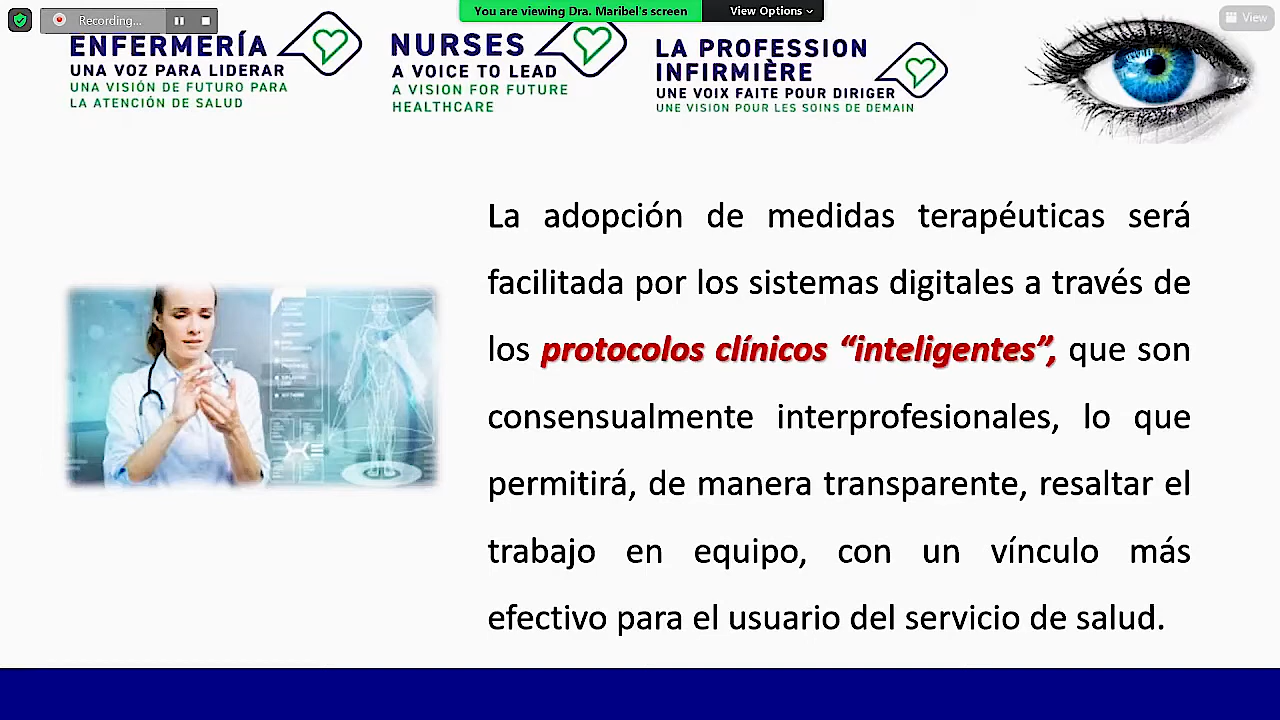 Recording...
You are viewing Dra. Maribel's screen
View Options
View
ENFERMERÍA
UNA VOZ PARA LIDERAR
UNA VISIÓN DE FUTURO PARA
LA ATENCIÓN DE SALUD
NURSES
A VOICE TO LEAD
A VISION FOR FUTURE
HEALTHCARE
LA PROFESSION
INFIRMIÈRE
UNE VOIX FAITE POUR DIRIGER
UNE VISION POUR LES SOINS DE DEMAIN
La adopción de medidas terapéuticas será
facilitada por los sistemas digitales a través de
los protocolos clínicos “inteligentes”, que son
consensualmente interprofesionales, lo que
permitirá, de manera transparente, resaltar el
trabajo en equipo, con un vínculo más
efectivo para el usuario del servicio de salud.